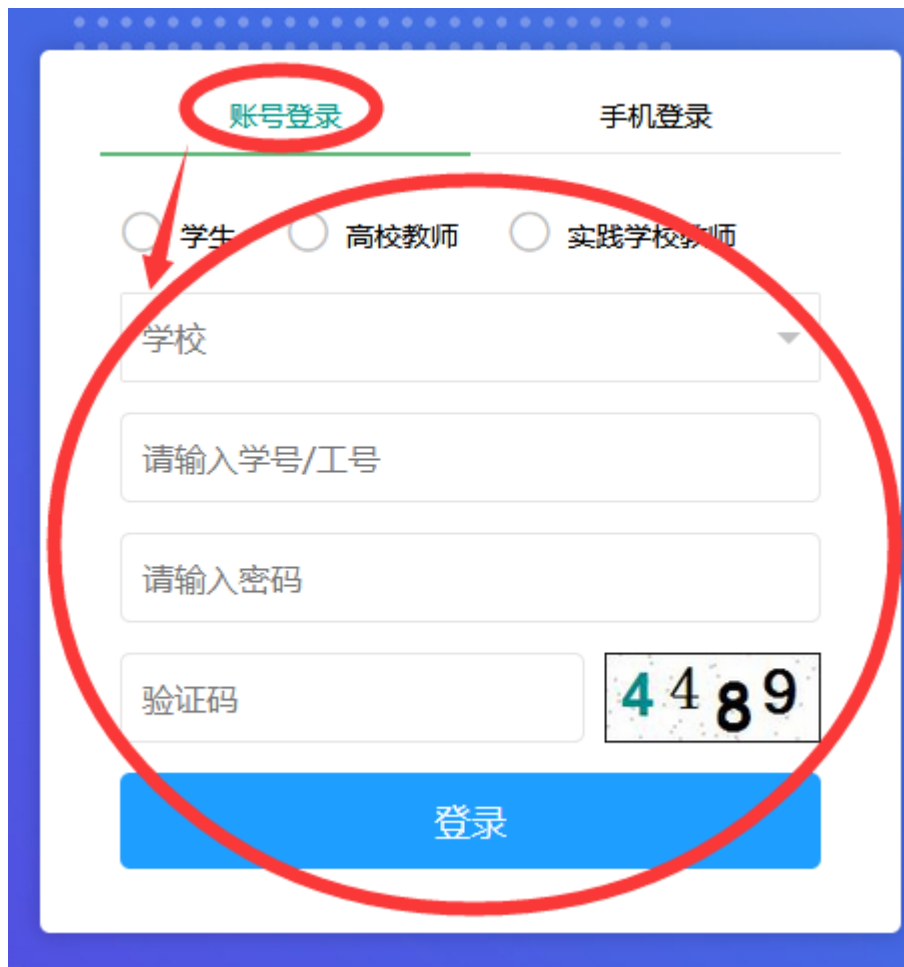 账号登录 手机登录
学生 高校教师 实践学校教师
学校
请输入学号/工号
请输入密码
验证码 4489
登录